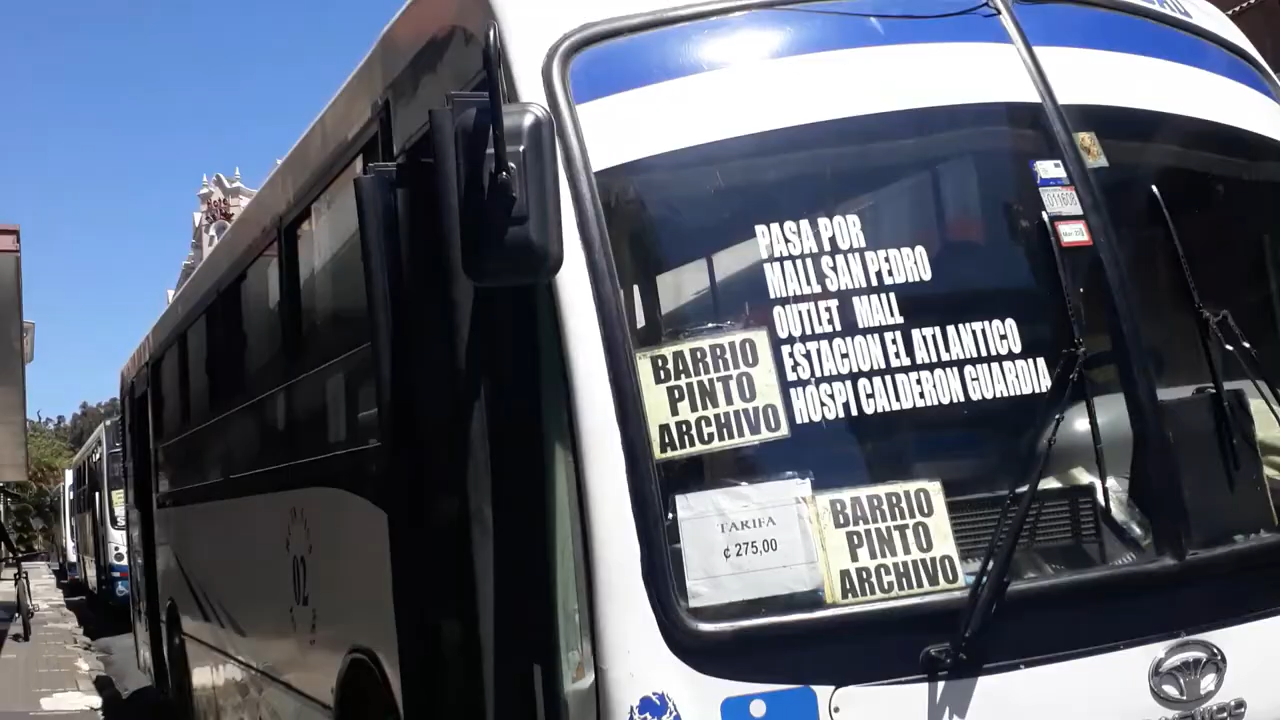 PASA POR
MALL SAN PEDRO
OUTLET MALL
ESTACION EL ATLANTICO
HOSPI CALDERON GUARDIA
BARRIO
PINTO
ARCHIVO
TARIFA
₡ 275,00
BARRIO
PINTO
ARCHIVO
011608
02